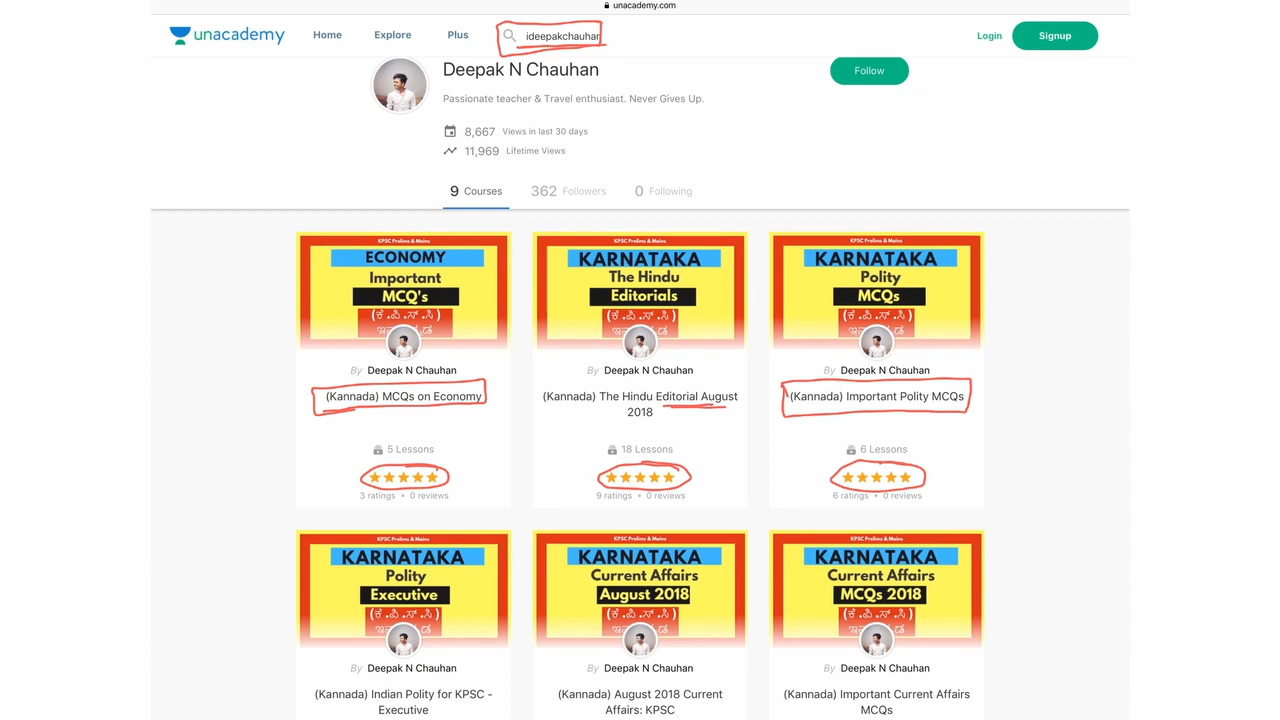 unacademy.com
unacademy Home Explore Plus ideepakchauhan Login Signup
Deepak N Chauhan
Follow
Passionate teacher & Travel enthusiast. Never Gives Up.
8,667 Views in last 30 days
11,969 Lifetime Views
9 Courses 362 Followers 0 Following
KPSC Prelims & Mains
ECONOMY
Important
MCQ's
(ಕೆ.ಪಿ.ಎಸ್.ಸಿ)
By Deepak N Chauhan
(Kannada) MCQs on Economy
5 Lessons
3 ratings • 0 reviews
KPSC Prelims & Mains
KARNATAKA
The Hindu
Editorials
(ಕೆ.ಪಿ.ಎಸ್.ಸಿ)
By Deepak N Chauhan
(Kannada) The Hindu Editorial August
2018
18 Lessons
9 ratings • 0 reviews
KPSC Prelims & Mains
KARNATAKA
Polity
MCQs
(ಕೆ.ಪಿ.ಎಸ್.ಸಿ)
By Deepak N Chauhan
(Kannada) Important Polity MCQs
6 Lessons
6 ratings • 0 reviews
KPSC Prelims & Mains
KARNATAKA
Polity
Executive
(ಕೆ.ಪಿ.ಎಸ್.ಸಿ)
By Deepak N Chauhan
(Kannada) Indian Polity for KPSC -
Executive
KPSC Prelims & Mains
KARNATAKA
Current Affairs
August 2018
(ಕೆ.ಪಿ.ಎಸ್.ಸಿ)
By Deepak N Chauhan
(Kannada) August 2018 Current
Affairs: KPSC
KPSC Prelims & Mains
KARNATAKA
Current Affairs
MCQs 2018
(ಕೆ.ಪಿ.ಎಸ್.ಸಿ)
By Deepak N Chauhan
(Kannada) Important Current Affairs
MCQs